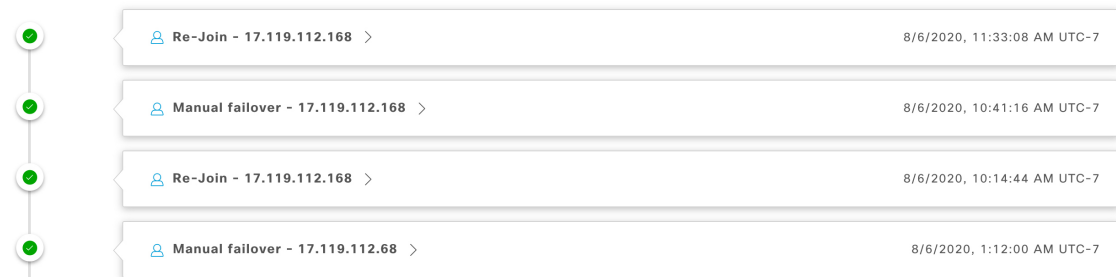 Re-Join - 17.119.112.168 8/6/2020, 11:33:08 AM UTC-7
Manual failover - 17.119.112.168 8/6/2020, 10:41:16 AM UTC-7
Re-Join - 17.119.112.168 8/6/2020, 10:14:44 AM UTC-7
Manual failover - 17.119.112.68 8/6/2020, 1:12:00 AM UTC-7